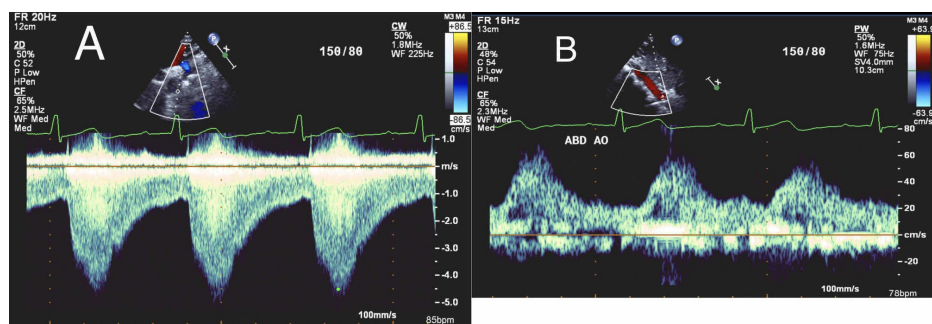 FR 20Hz
12cm
A
2D
50%
C 52
P Low
HPen
CF
65%
2.5MHz
WF Med
Med
P
X
150/80
CW
50%
1.8MHz
WF 225Hz
M3 M4
+86.5
-86.5
cm/s
1.0
m/s
-1.0
-2.0
-3.0
-4.0
-5.0
100mm/s
85bpm
FR 15Hz
13cm
B
2D
48%
C 54
P Low
HPen
CF
65%
2.3MHz
WF Med
Med
P
X
150/80
PW
50%
1.6MHz
WF 75Hz
SV4.0mm
10.3cm
M3 M4
+63.9
-63.9
cm/s
ABD AO
80
60
40
20
cm/s
-20
100mm/s
78bpm